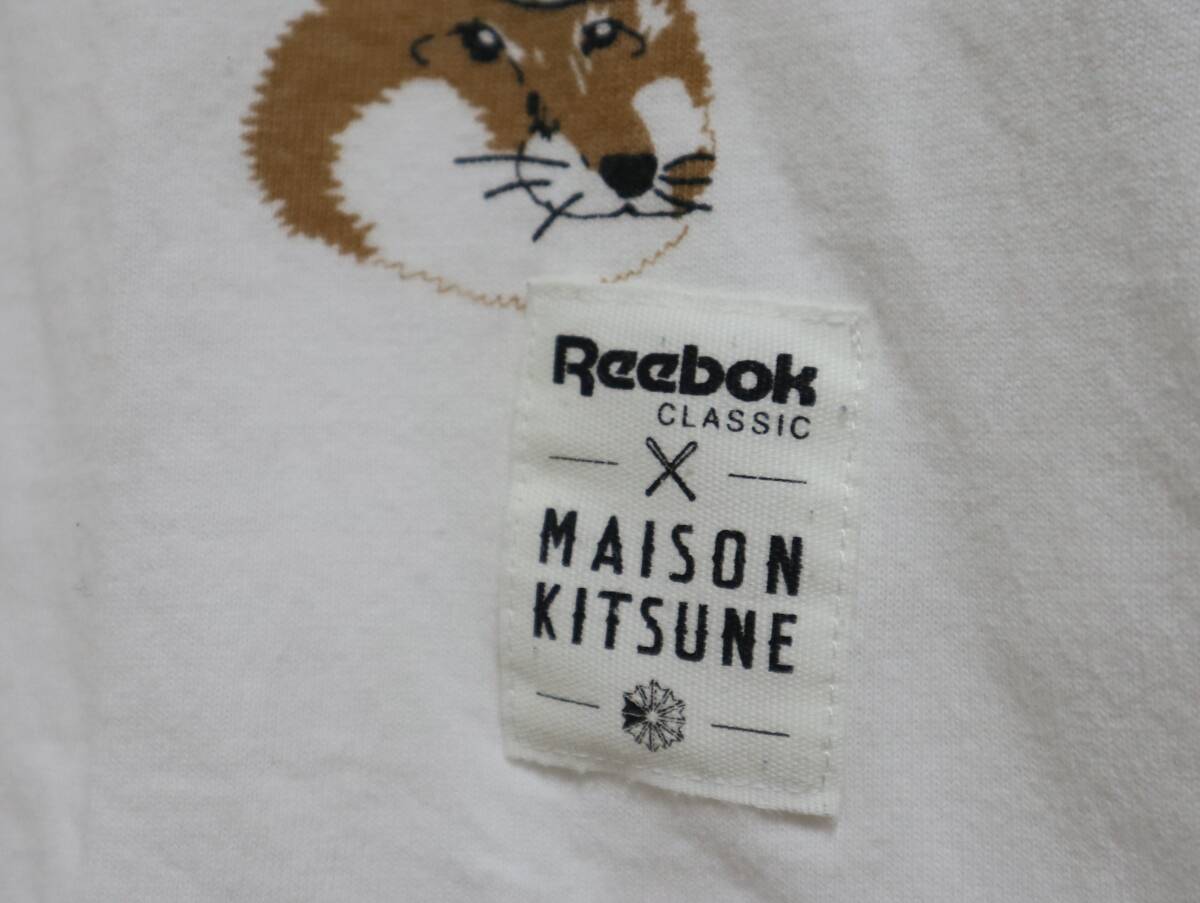 Reebok
CLASSIC
X
MAISON
KITSUNE